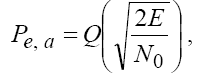 P_{e, a} = Q\left(\sqrt{\frac{2E}{N_0}}\right),